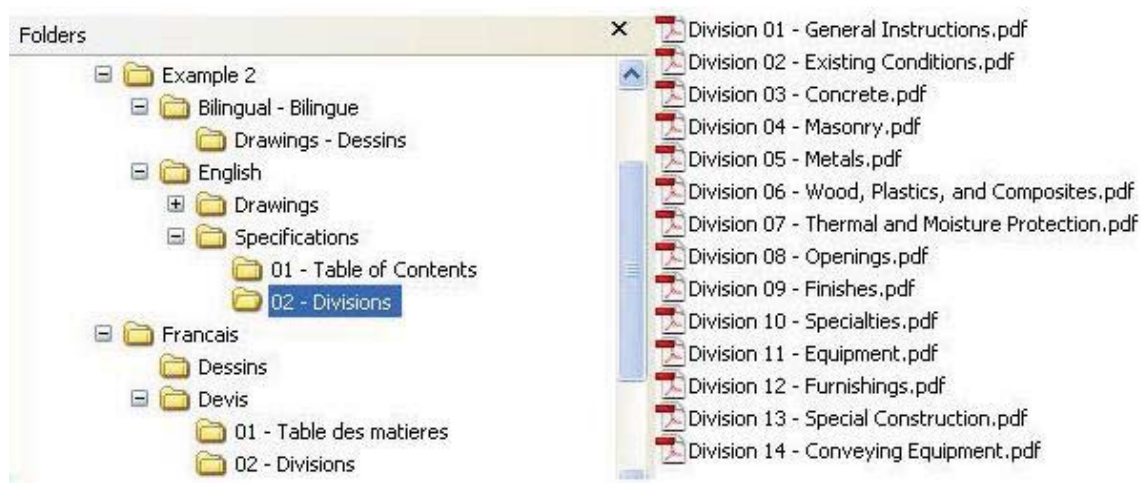 Folders
Example 2
Bilingual - Bilingue
Drawings - Dessins
English
Drawings
Specifications
01 - Table of Contents
02 - Divisions
Francais
Dessins
Devis
01 - Table des matieres
02 - Divisions
Division 01 - General Instructions.pdf
Division 02 - Existing Conditions.pdf
Division 03 - Concrete.pdf
Division 04 - Masonry.pdf
Division 05 - Metals.pdf
Division 06 - Wood, Plastics, and Composites.pdf
Division 07 - Thermal and Moisture Protection.pdf
Division 08 - Openings.pdf
Division 09 - Finishes.pdf
Division 10 - Specialties.pdf
Division 11 - Equipment.pdf
Division 12 - Furnishings.pdf
Division 13 - Special Construction.pdf
Division 14 - Conveying Equipment.pdf